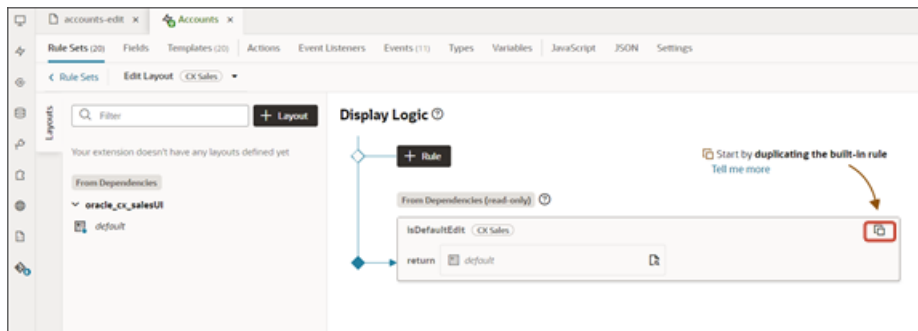 accounts-edit × Accounts ×
Rule Sets (20) Fields Templates (20) Actions Event Listeners Events (11) Types Variables JavaScript JSON Settings
< Rule Sets Edit Layout CX Sales
Layouts
Filter
+ Layout
Your extension doesn't have any layouts defined yet
From Dependencies
oracle_cx_salesUI
default
Display Logic ?
+ Rule
Start by duplicating the built-in rule
Tell me more
From Dependencies (read-only) ?
isDefaultEdit CX Sales
return default